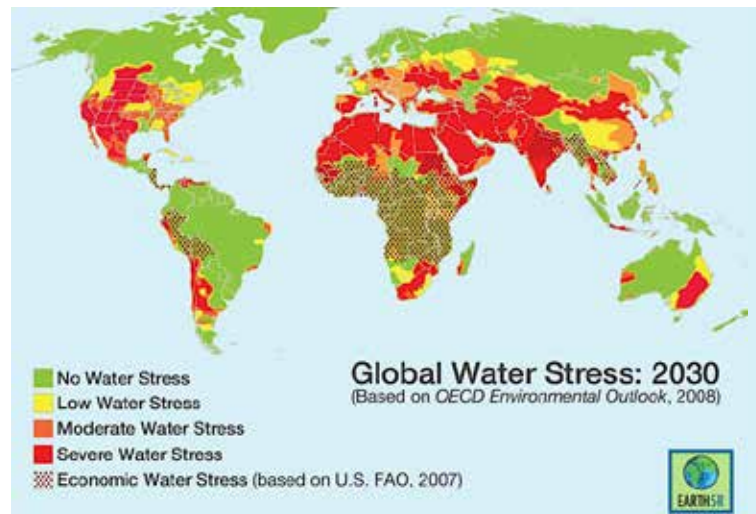 Global Water Stress: 2030
(Based on OECD Environmental Outlook, 2008)
No Water Stress
Low Water Stress
Moderate Water Stress
Severe Water Stress
Economic Water Stress (based on U.S. FAO, 2007)
EARTHSKY